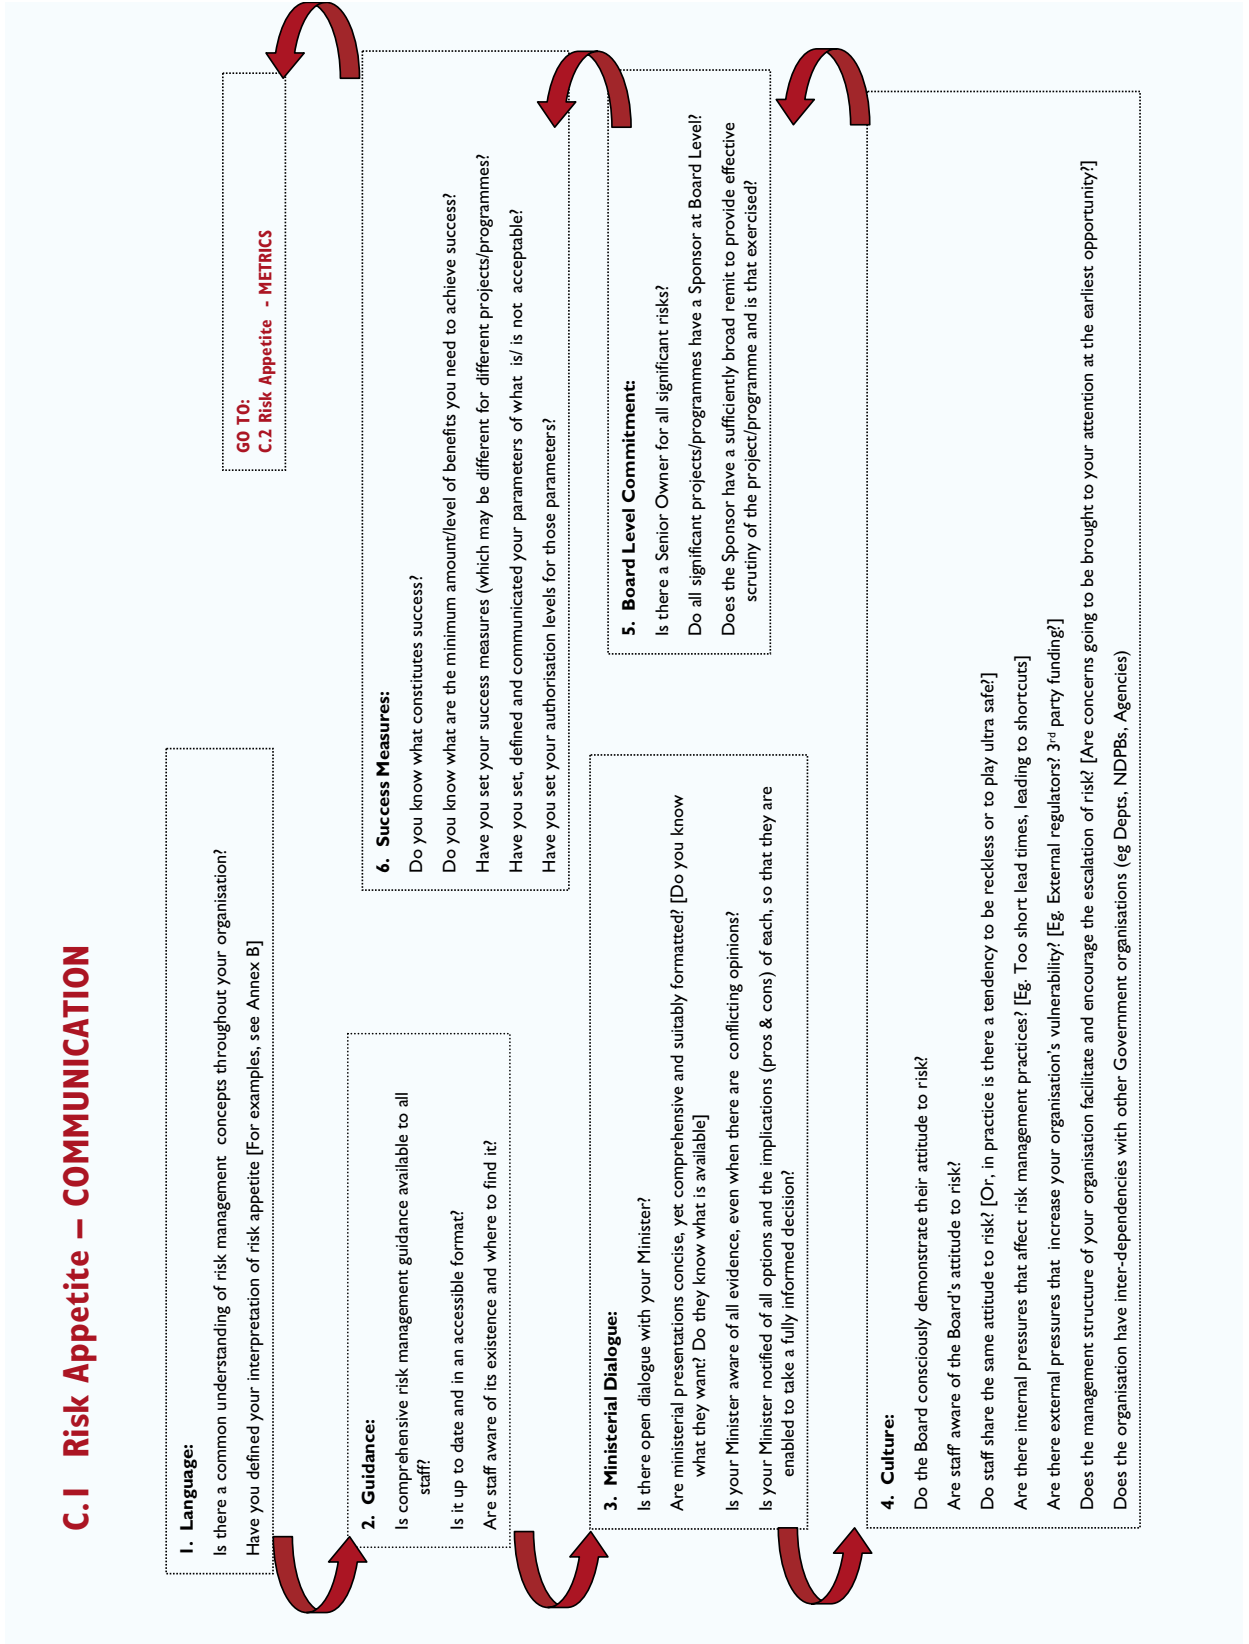 C.1 Risk Appetite – COMMUNICATION
1. Language:
Is there a common understanding of risk management concepts throughout your organisation?
Have you defined your interpretation of risk appetite [For examples, see Annex B]
2. Guidance:
Is comprehensive risk management guidance available to all
staff?
Is it up to date and in an accessible format?
Are staff aware of its existence and where to find it?
3. Ministerial Dialogue:
Is there open dialogue with your Minister?
Are ministerial presentations concise, yet comprehensive and suitably formatted? [Do you know
what they want? Do they know what is available]
Is your Minister aware of all evidence, even when there are conflicting opinions?
Is your Minister notified of all options and the implications (pros & cons) of each, so that they are
enabled to take a fully informed decision?
4. Culture:
Do the Board consciously demonstrate their attitude to risk?
Are staff aware of the Board's attitude to risk?
Do staff share the same attitude to risk? [Or, in practice is there a tendency to be reckless or to play ultra safe?]
Are there internal pressures that affect risk management practices? [Eg. Too short lead times, leading to shortcuts]
Are there external pressures that increase your organisation's vulnerability? [Eg. External regulators? 3rd party funding?]
Does the management structure of your organisation facilitate and encourage the escalation of risk? [Are concerns going to be brought to your attention at the earliest opportunity?]
Does the organisation have inter-dependencies with other Government organisations (eg Depts, NDPBs, Agencies)
5. Board Level Commitment:
Is there a Senior Owner for all significant risks?
Do all significant projects/programmes have a Sponsor at Board Level?
Does the Sponsor have a sufficiently broad remit to provide effective
scrutiny of the project/programme and is that exercised?
6. Success Measures:
Do you know what constitutes success?
Do you know what are the minimum amount/level of benefits you need to achieve success?
Have you set your success measures (which may be different for different projects/programmes?
Have you set, defined and communicated your parameters of what is/ is not acceptable?
Have you set your authorisation levels for those parameters?
GO TO:
C.2 Risk Appetite - METRICS